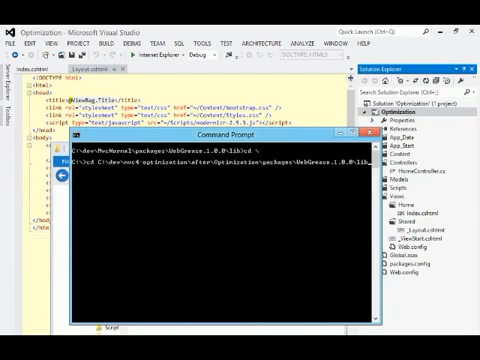 Optimization - Microsoft Visual Studio
Quick Launch (Ctrl+Q)
FILE EDIT VIEW PROJECT DEBUG TEAM SQL TOOLS TEST ARCHITECTURE ANALYZE WINDOW
Internet Explorer
Debug
Server Explorer
Toolbox
Index.cshtml
_Layout.cshtml
<!DOCTYPE html>
<html>
<head>
<title>@ViewBag.Title</title>
<link rel="stylesheet" type="text/css" href="~/Content/bootstrap.css" />
<link rel="stylesheet" type="text/css" href="~/Content/Styles.css" />
<script type="text/javascript" src="~/Scripts/modernizr-2.5.3.js"></script>
</head>
<body>
Command Prompt
C:\dev\MvcNormal\packages\WebGrease.1.0.0\lib>cd \
C:\>cd C:\dev\mvc4-optimization\after\Optimization\packages\WebGrease.1.0.0\lib_
Script
Solution Explorer
Search Solution Explorer
Solution 'Optimization' (1 project)
Optimization
Properties
References
App_Data
App_Start
Content
Controllers
HomeController.cs
Models
Scripts
Views
Home
Index.cshtml
Shared
_Layout.cshtml
_ViewStart.cshtml
Web.config
Global.asax
packages.config
Web.config